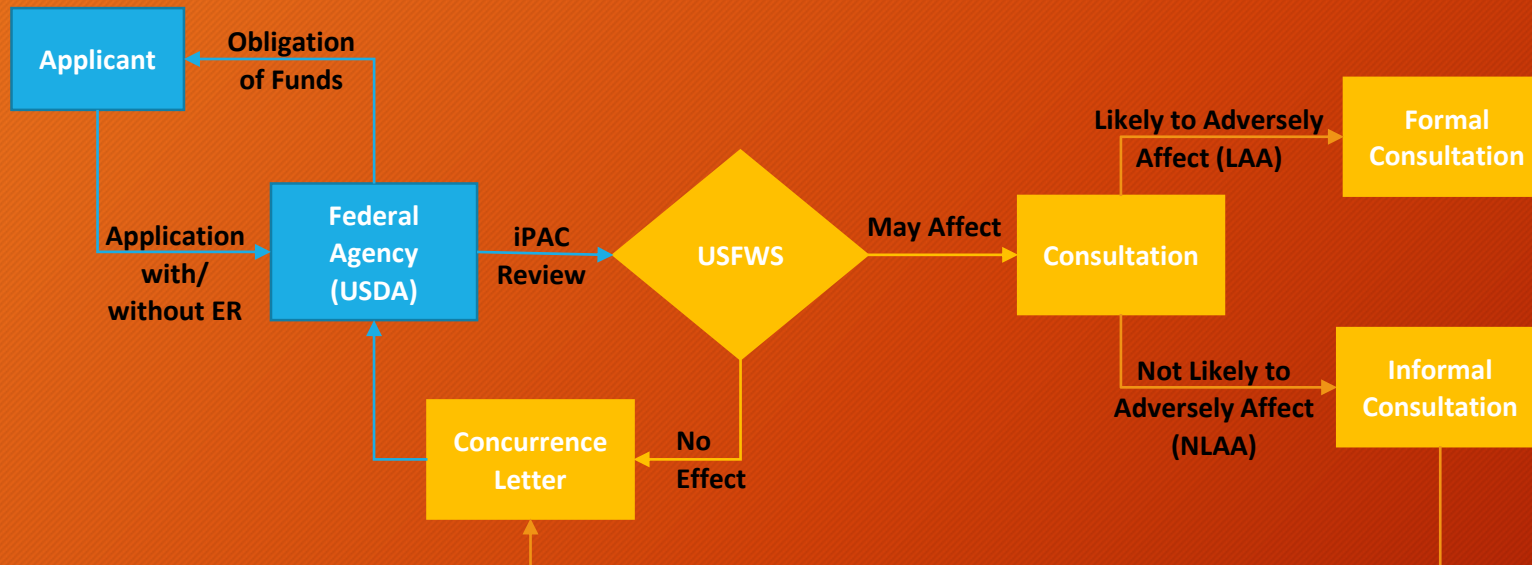 Applicant
Obligation
of Funds
Application
with/
without ER
Federal
Agency
(USDA)
iPAC
Review
USFWS
No
Effect
Concurrence
Letter
May Affect
Consultation
Likely to Adversely
Affect (LAA)
Formal
Consultation
Not Likely to
Adversely Affect
(NLAA)
Informal
Consultation